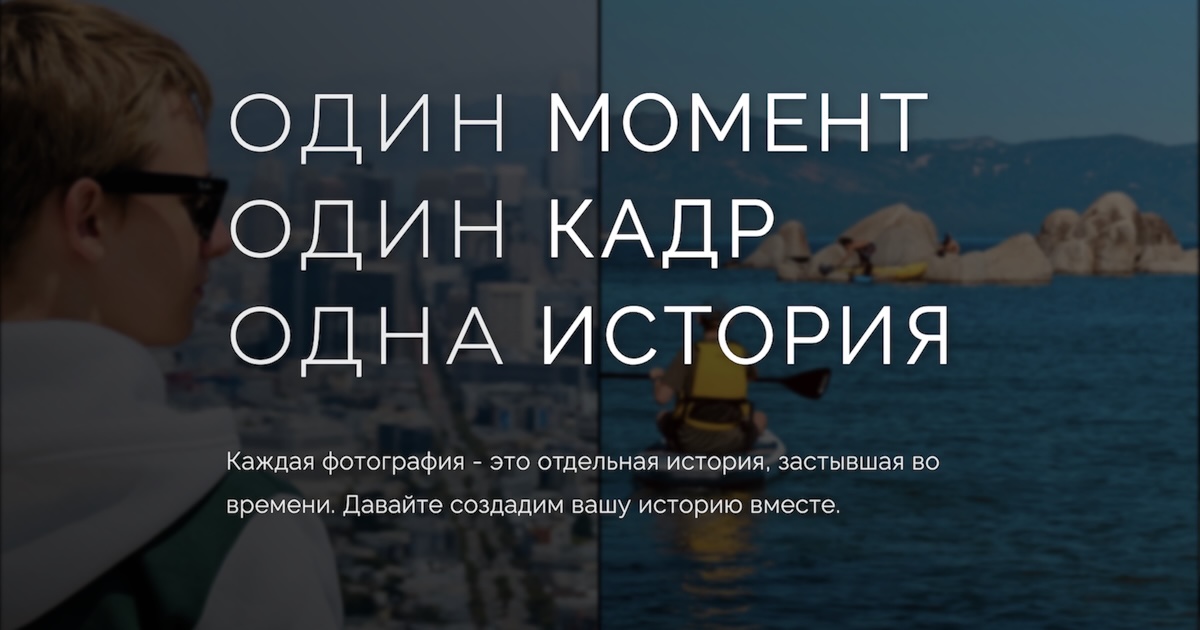 ОДИН МОМЕНТ
ОДИН КАДР
ОДНА ИСТОРИЯ
Каждая фотография - это отдельная история, застывшая во
времени. Давайте создадим вашу историю вместе.